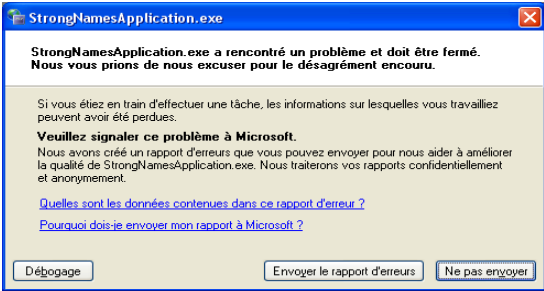 StrongNamesApplication.exe
StrongNamesApplication.exe a rencontré un problème et doit être fermé.
Nous vous prions de nous excuser pour le désagrément encouru.
Si vous étiez en train d'effectuer une tâche, les informations sur lesquelles vous travailliez
peuvent avoir été perdues.
Veuillez signaler ce problème à Microsoft.
Nous avons créé un rapport d'erreurs que vous pouvez envoyer pour nous aider à améliorer
la qualité de StrongNamesApplication.exe. Nous traiterons vos rapports confidentiellement
et anonymement.
Quelles sont les données contenues dans ce rapport d'erreur ?
Pourquoi dois-je envoyer mon rapport à Microsoft ?
Débogage
Envoyer le rapport d'erreurs
Ne pas envoyer